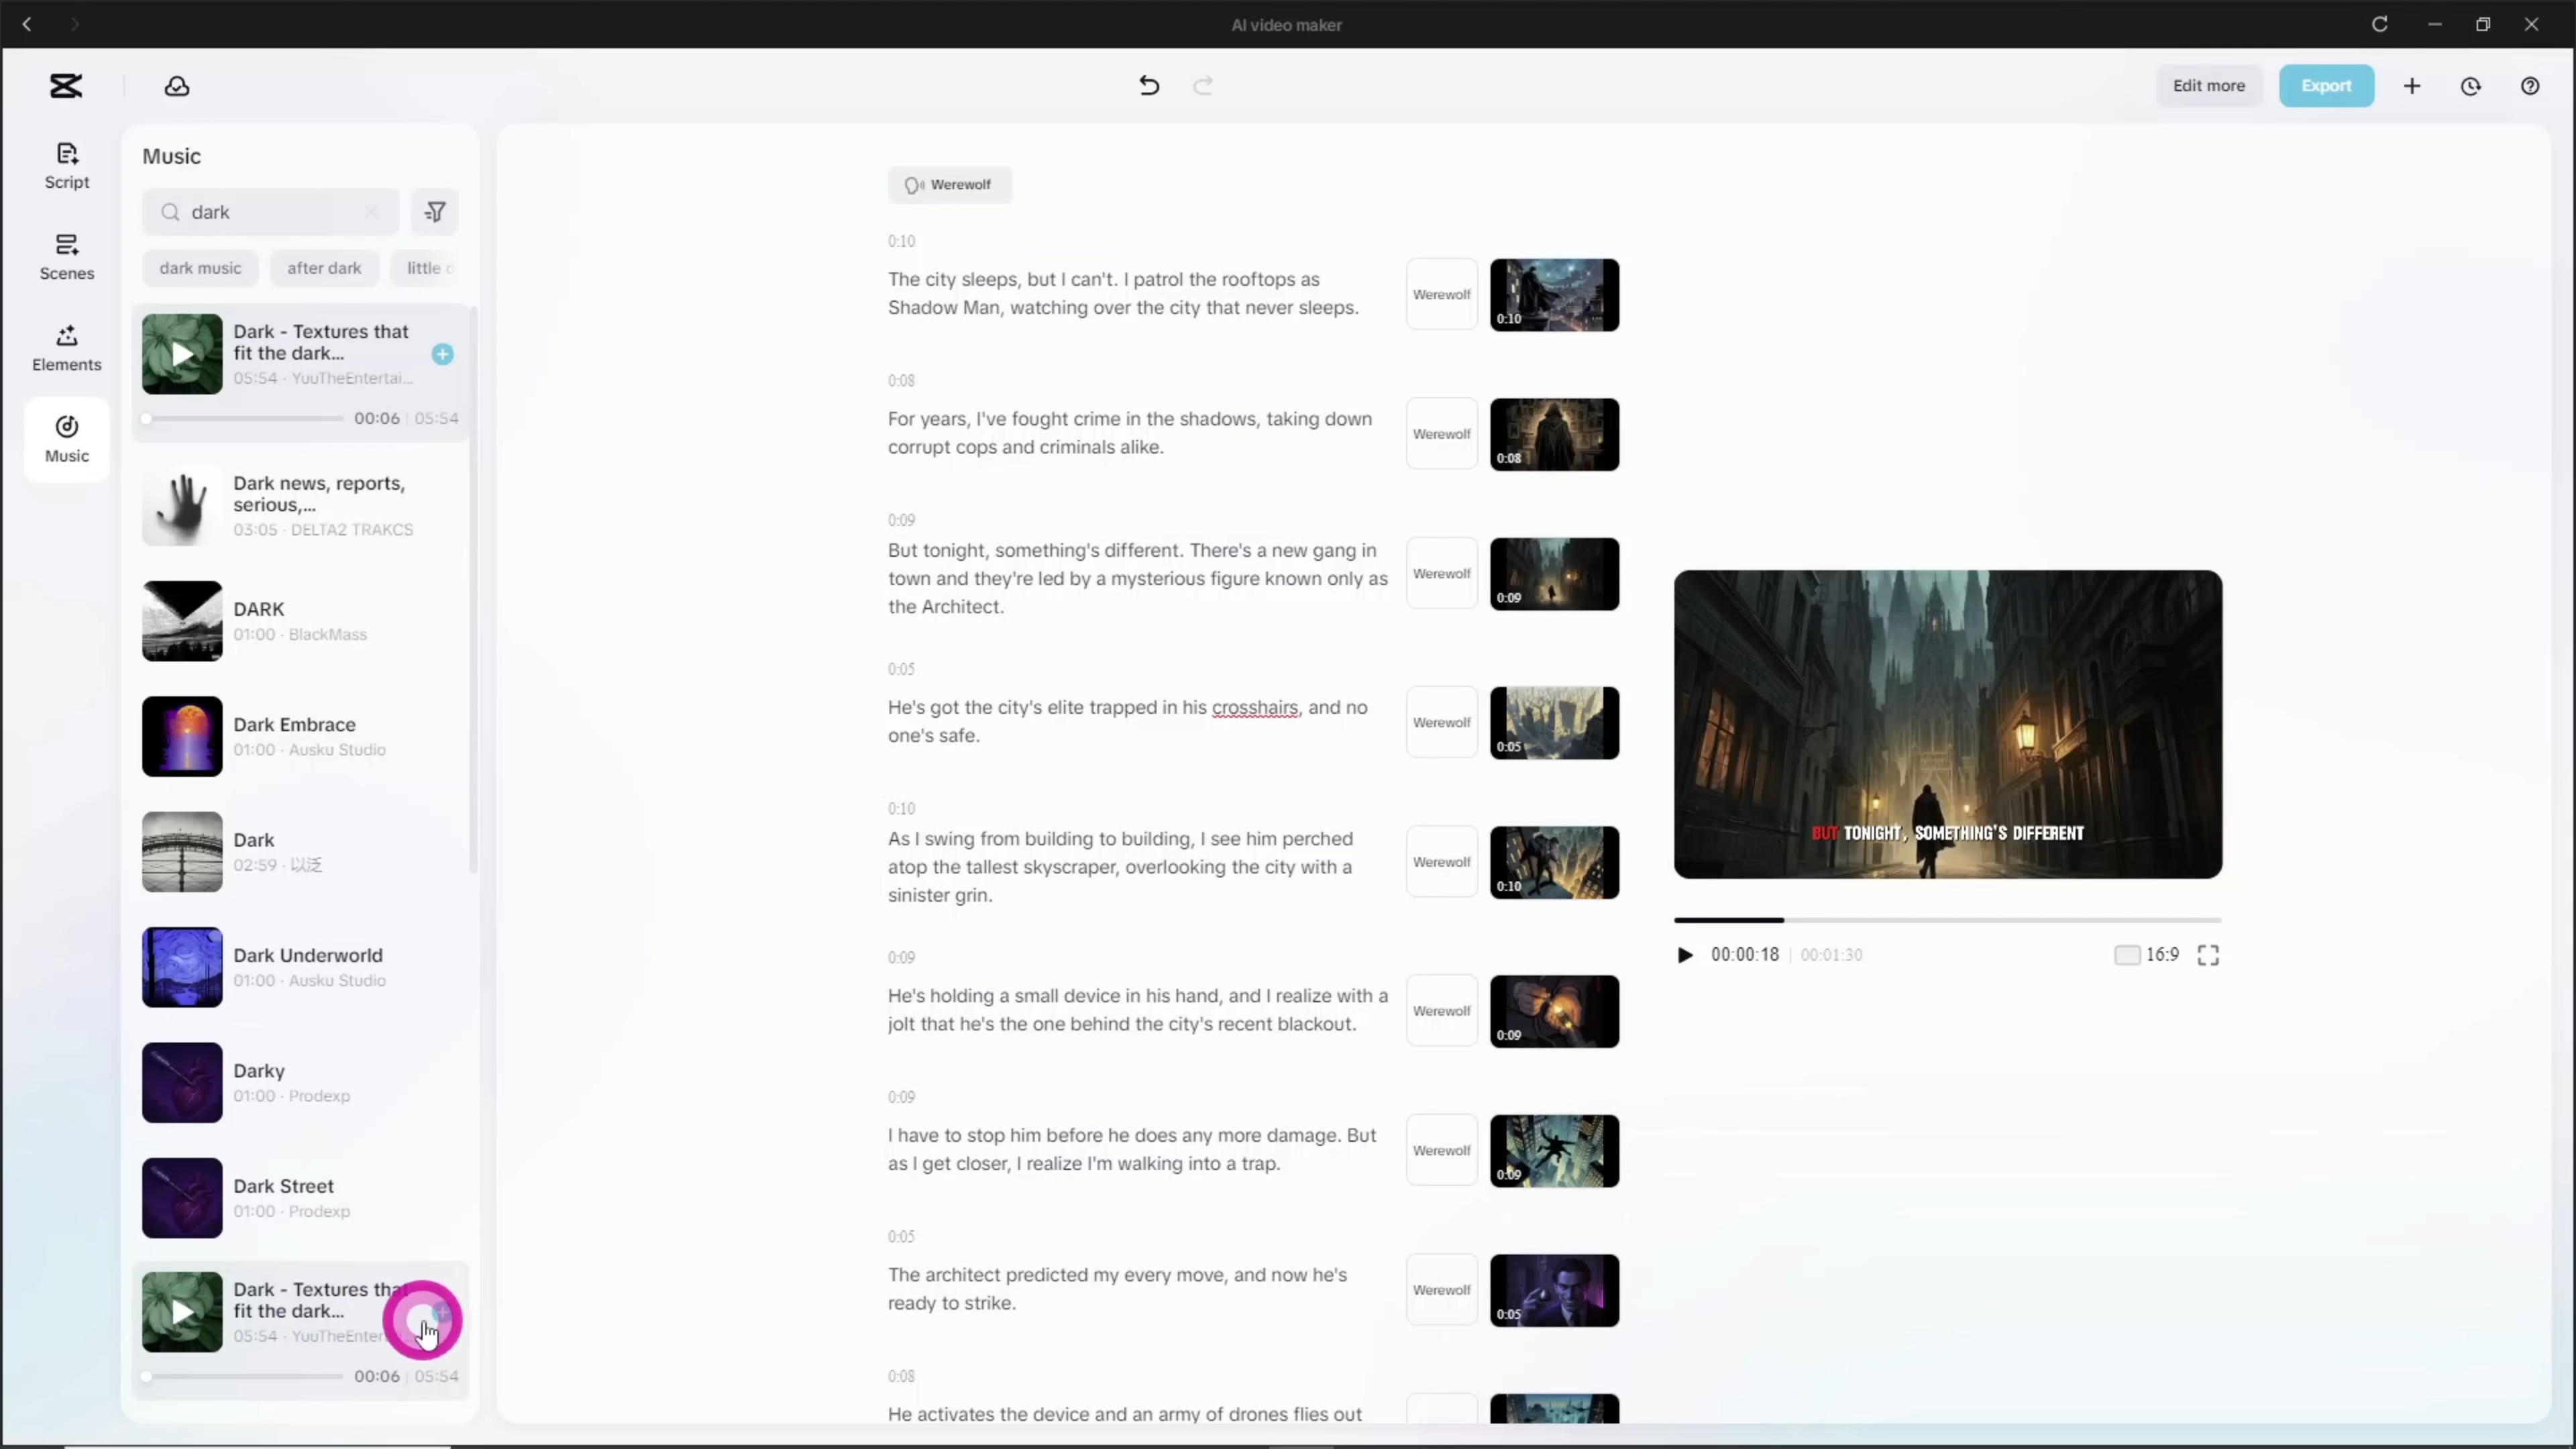 AI video maker
Edit more
Export
Script
Scenes
Elements
Music
Music
dark
dark music
after dark
little
Dark - Textures that
fit the dark...
05:54 · YuuTheEntertai...
00:06 | 05:54
Dark news, reports,
serious,...
03:05 · DELTA2 TRAKCS
DARK
01:00 · BlackMass
Dark Embrace
01:00 · Ausku Studio
Dark
02:59 · 以泛
Dark Underworld
01:00 · Ausku Studio
Darky
01:00 · Prodexp
Dark Street
01:00 · Prodexp
Dark - Textures that
fit the dark...
05:54 ·
00:06 | 05:54
Werewolf
0:10
The city sleeps, but I can't. I patrol the rooftops as
Shadow Man, watching over the city that never sleeps.
Werewolf
0:10
0:08
For years, I've fought crime in the shadows, taking down
corrupt cops and criminals alike.
Werewolf
0:08
0:09
But tonight, something's different. There's a new gang in
town and they're led by a mysterious figure known only as
the Architect.
Werewolf
0:09
0:05
He's got the city's elite trapped in his crosshairs, and no
one's safe.
Werewolf
0:05
0:10
As I swing from building to building, I see him perched
atop the tallest skyscraper, overlooking the city with a
sinister grin.
Werewolf
0:10
0:09
He's holding a small device in his hand, and I realize with a
jolt that he's the one behind the city's recent blackout.
Werewolf
0:09
0:09
I have to stop him before he does any more damage. But
as I get closer, I realize I'm walking into a trap.
Werewolf
0:09
0:05
The architect predicted my every move, and now he's
ready to strike.
Werewolf
0:05
0:08
He activates the device and an army of drones flies out
BUT TONIGHT, SOMETHING'S DIFFERENT
00:00:18 | 00:01:30
16:9